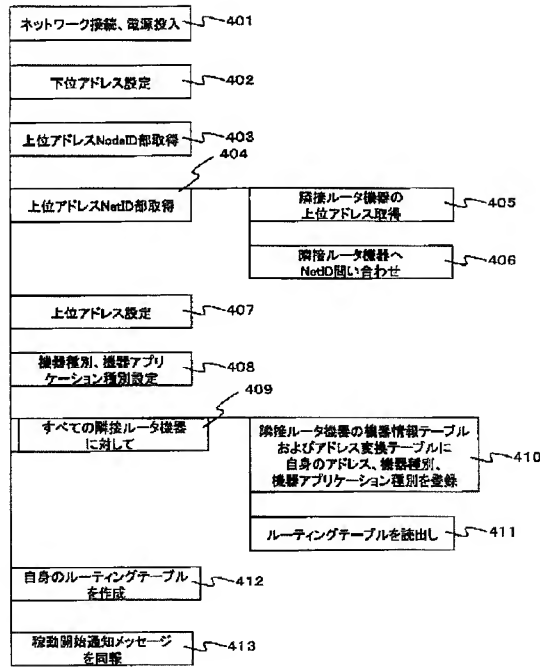 ネットワーク接続、電源投入
401
下位アドレス設定
402
上位アドレスNodeID部取得
403
404
上位アドレスNetID部取得
隣接ルータ機器の
上位アドレス取得
405
隣接ルータ機器へ
NetID問い合わせ
406
上位アドレス設定
407
機器種別、機器アプリ
ケーション種別設定
408
409
すべての隣接ルータ機器
に対して
隣接ルータ機器の機器情報テーブル
およびアドレス変換テーブルに
自身のアドレス、機器種別、
機器アプリケーション種別を登録
410
ルーティングテーブルを読出し
411
自身のルーティングテーブル
を作成
412
稼動開始通知メッセージ
を同報
413